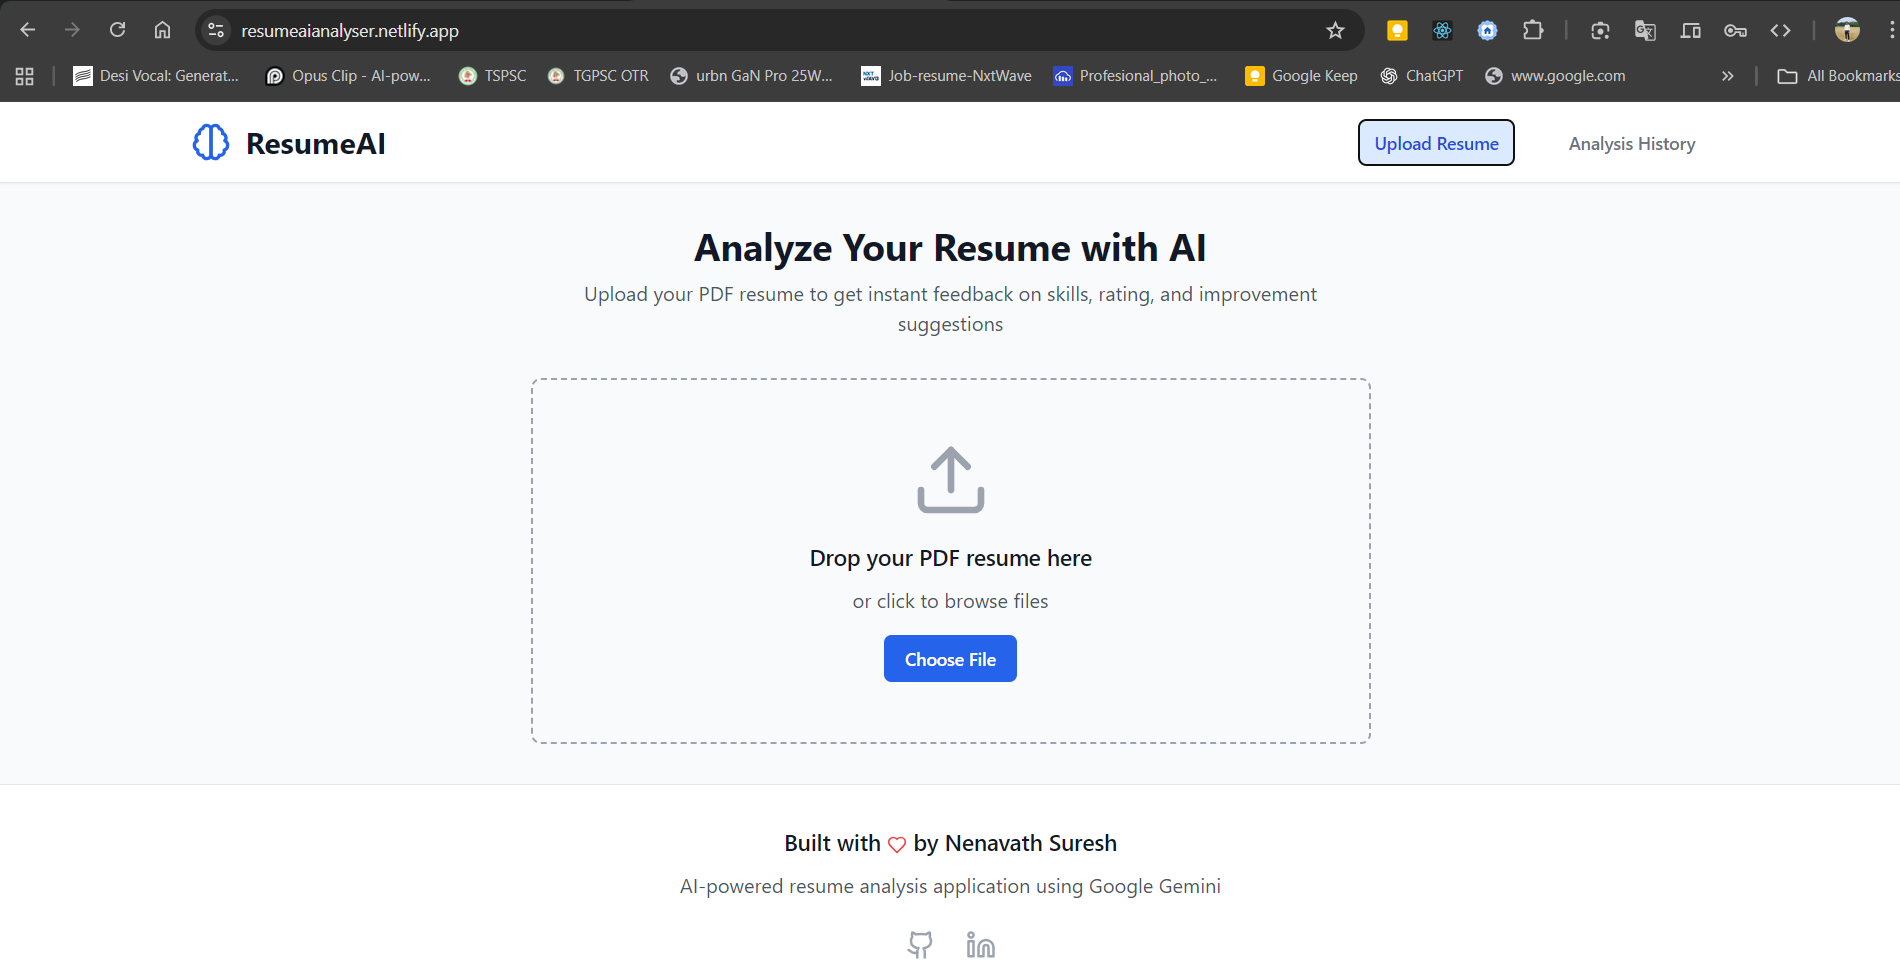 resumeaianalyser.netlify.app
Desi Vocal: Generat...
Opus Clip - AI-pow...
TSPSC
TGPSC OTR
urbn GaN Pro 25W...
Job-resume-NxtWave
Profesional_photo_...
Google Keep
ChatGPT
www.google.com
All Bookmarks
ResumeAI
Upload Resume
Analysis History
Analyze Your Resume with AI
Upload your PDF resume to get instant feedback on skills, rating, and improvement
suggestions
Drop your PDF resume here
or click to browse files
Choose File
Built with by Nenavath Suresh
AI-powered resume analysis application using Google Gemini